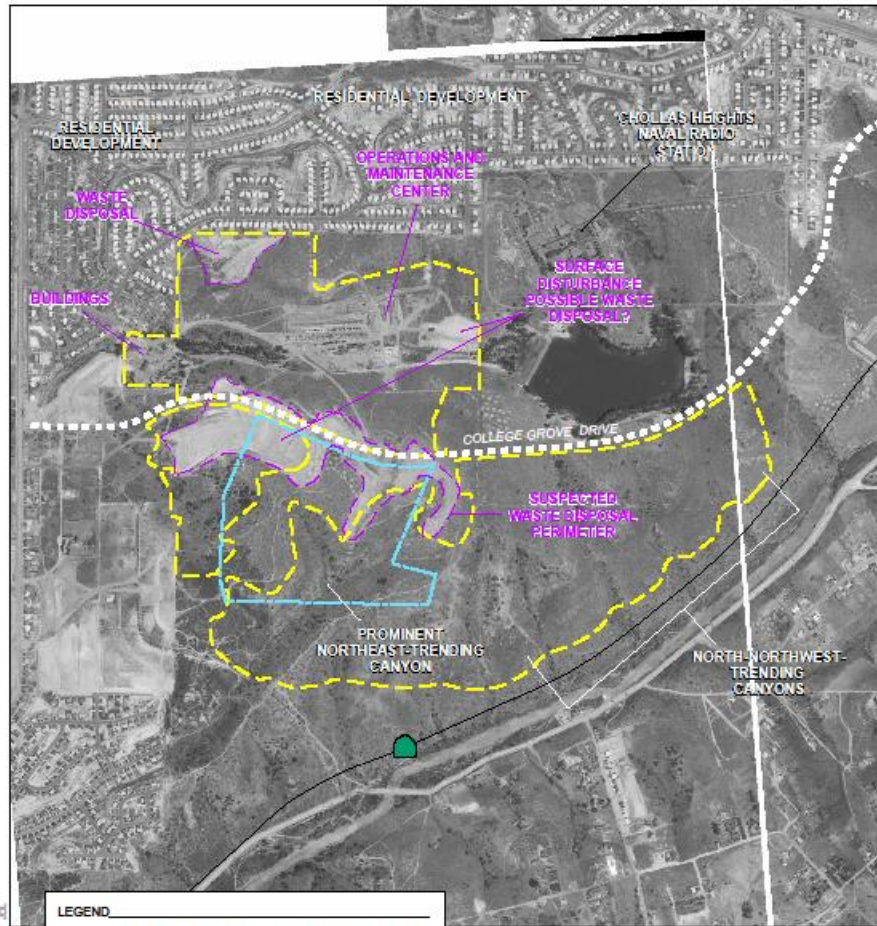 RESIDENTIAL DEVELOPMENT
RESIDENTIAL
DEVELOPMENT
CHOLLAS HEIGHTS
NAVAL RADIO
STATION
OPERATIONS AND
MAINTENANCE
CENTER
WASTE
DISPOSAL
SURFACE
DISTURBANCE
POSSIBLE WASTE
DISPOSAL?
BUILDINGS
COLLEGE GROVE DRIVE
SUSPECTED
WASTE DISPOSAL
PERIMETER
PROMINENT
NORTHEAST-TRENDING
CANYON
NORTH-NORTHWEST-
TRENDING
CANYONS
LEGEND